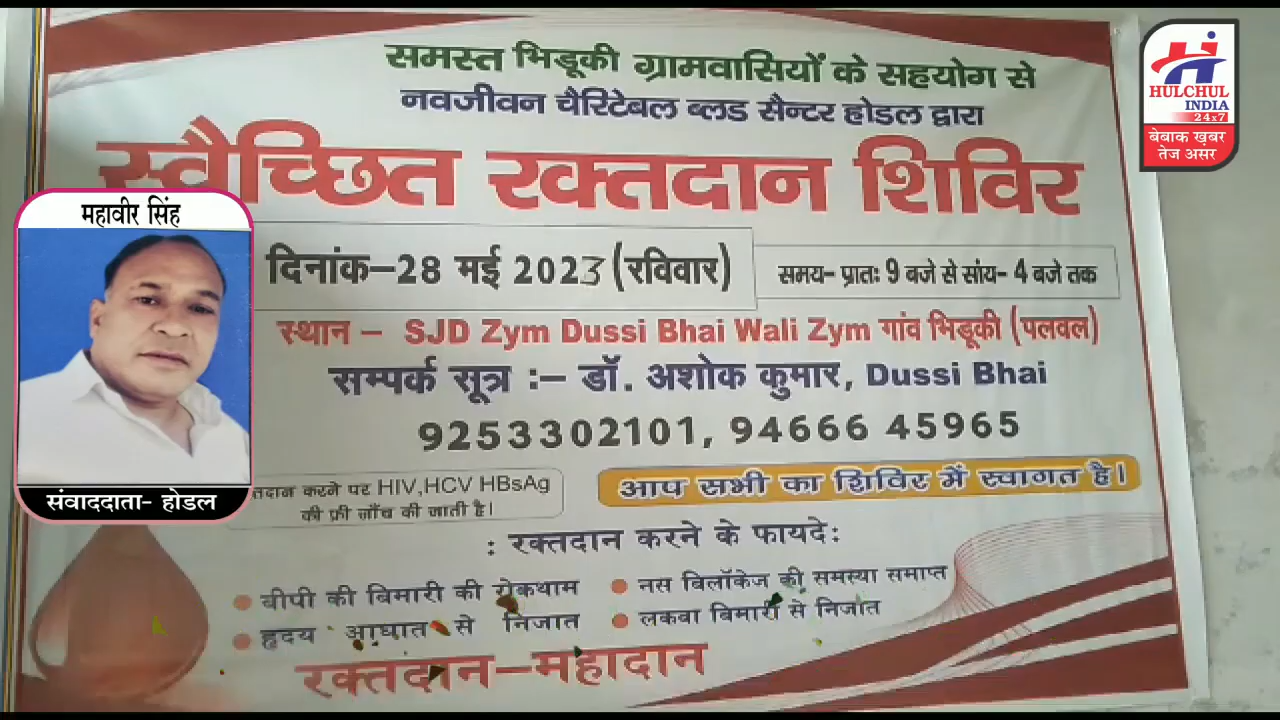 समस्त भिडूकी ग्रामवासियों के सहयोग से
नवजीवन चैरिटेबल ब्लड सैन्टर होडल द्वारा
स्वैच्छित रक्तदान शिविर
दिनांक–28 मई 2023 (रविवार)
समय– प्रातः 9 बजे से सांय– 4 बजे तक
स्थान – SJD Zym Dussi Bhai Wali Zym गांव भिडूकी (पलवल)
सम्पर्क सूत्र :– डॉ. अशोक कुमार, Dussi Bhai
9253302101, 94666 45965
करने पर HIV,HCV HBsAg
की फ्री जाँच की जाती है।
आप सभी का शिविर में स्वागत है।
: रक्तदान करने के फायदे:
बीपी की बिमारी की रोकथाम
नस बिलॉकेज की समस्या समाप्त
हृदय आघात से निजात
लकवा बिमारी से निजात
रक्तदान–महादान
महावीर सिंह
संवाददाता- होडल
HULCHUL
INDIA
24x7
बेबाक ख़बर
तेज असर